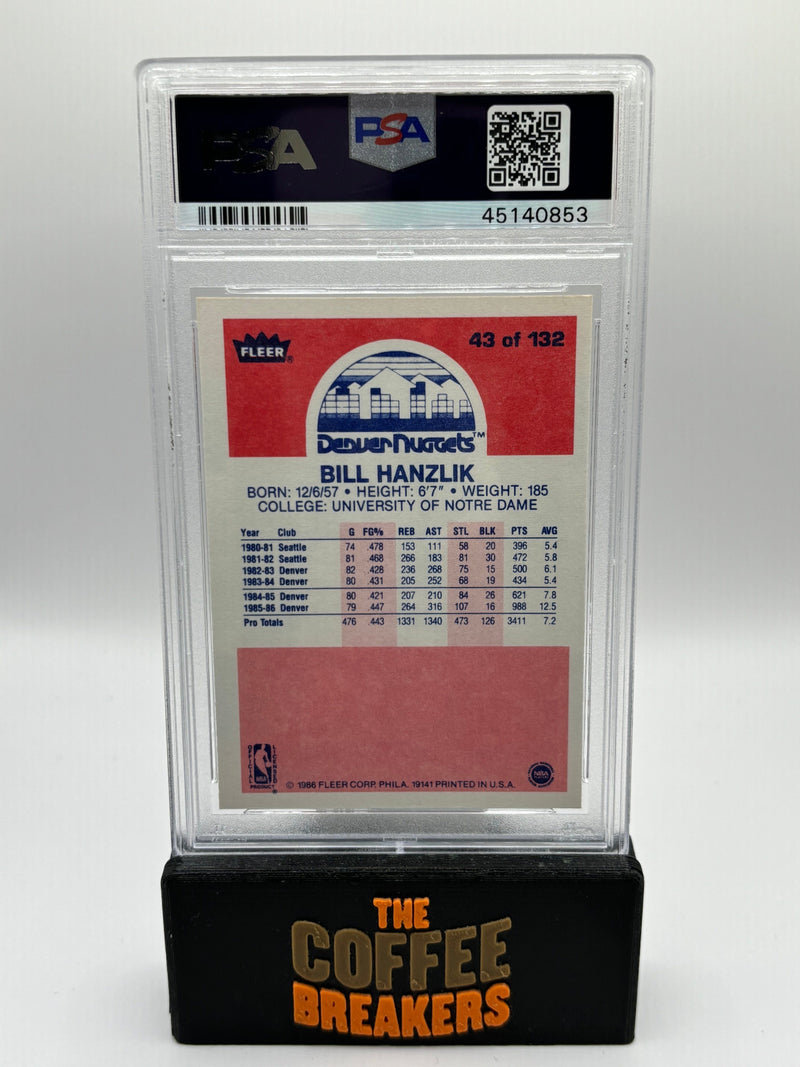 PSA PSA
45140853
FLEER®
43 of 132
Denver Nuggets™
BILL HANZLIK
BORN: 12/6/57 • HEIGHT: 6'7" • WEIGHT: 185
COLLEGE: UNIVERSITY OF NOTRE DAME
Year Club G FG% REB AST STL BLK PTS AVG
1980-81 Seattle 74 .478 153 111 58 20 396 5.4
1981-82 Seattle 81 .468 266 183 81 30 472 5.8
1982-83 Denver 82 .428 236 268 75 15 500 6.1
1983-84 Denver 80 .431 205 252 68 19 434 5.4
1984-85 Denver 80 .421 207 210 84 26 621 7.8
1985-86 Denver 79 .447 264 316 107 16 988 12.5
Pro Totals 476 .443 1331 1340 473 126 3411 7.2
OFFICIAL LICENSED
NBA
PRODUCT
®
NBA
© 1986 FLEER CORP. PHILA. 19141 PRINTED IN U.S.A.
THE
COFFEE
BREAKERS